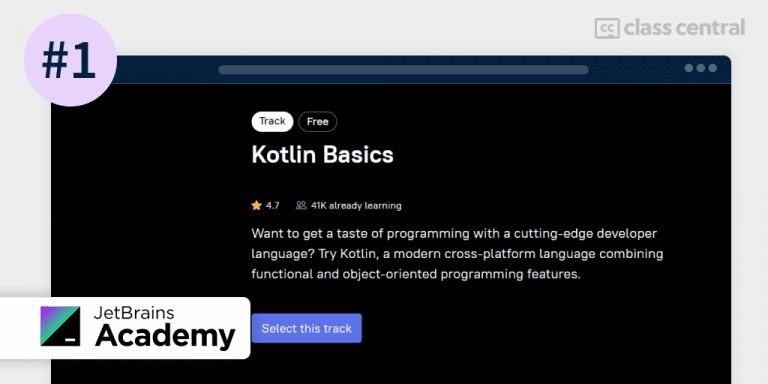 #1
cc class central
Track Free
Kotlin Basics
4.7 41K already learning
Want to get a taste of programming with a cutting-edge developer
language? Try Kotlin, a modern cross-platform language combining
functional and object-oriented programming features.
JetBrains
Academy
Select this track